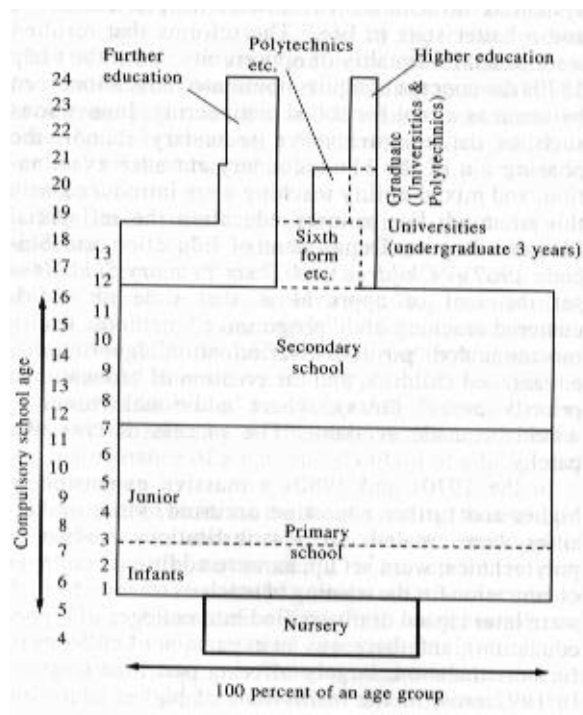 Further
education
Polytechnics
etc.
Higher education
Graduate
(Universities &
Polytechnics)
Universities
(undergraduate 3 years)
Sixth
form
etc.
Secondary
school
Junior
Primary
school
Infants
Nursery
Compulsory school age
24
23
22
21
20
19
18
17
16
15
14
13
12
11
10
9
8
7
6
5
4
13
12
11
10
9
8
7
6
5
4
3
2
1
100 percent of an age group